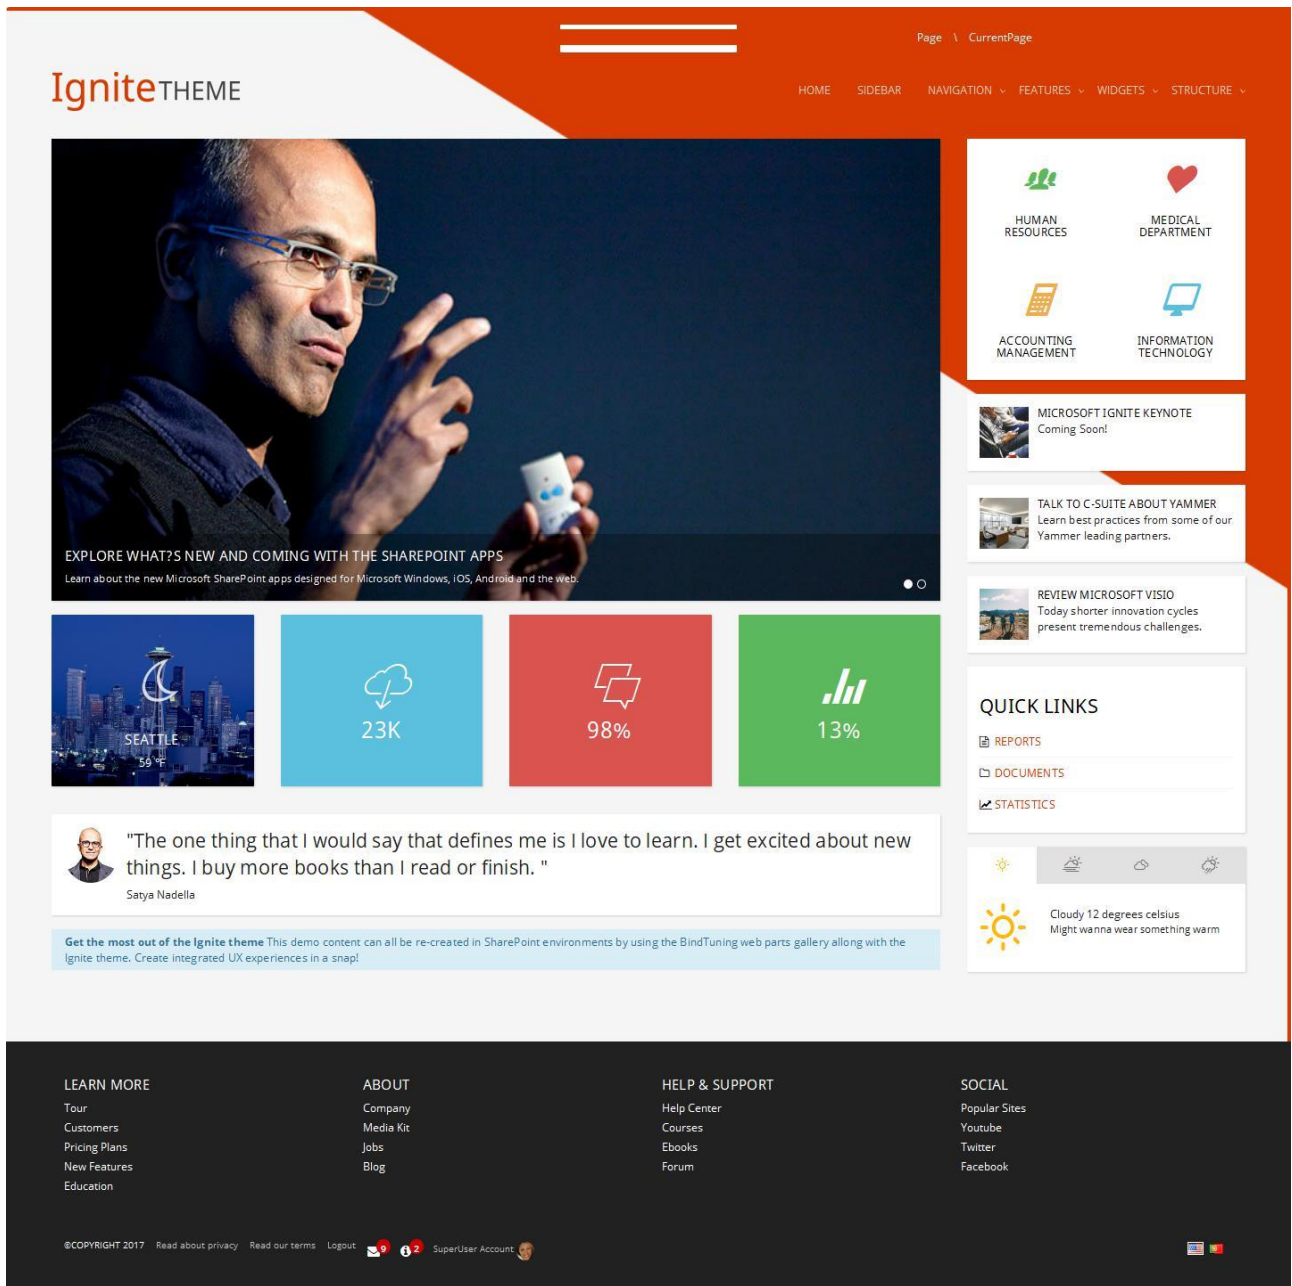 Page \ CurrentPage
IgniteTHEME
HOME SIDEBAR NAVIGATION FEATURES WIDGETS STRUCTURE
HUMAN
RESOURCES
MEDICAL
DEPARTMENT
ACCOUNTING
MANAGEMENT
INFORMATION
TECHNOLOGY
EXPLORE WHAT?S NEW AND COMING WITH THE SHAREPOINT APPS
Learn about the new Microsoft SharePoint apps designed for Microsoft Windows, iOS, Android and the web.
MICROSOFT IGNITE KEYNOTE
Coming Soon!
TALK TO C-SUITE ABOUT YAMMER
Learn best practices from some of our
Yammer leading partners.
REVIEW MICROSOFT VISIO
Today shorter innovation cycles
present tremendous challenges.
SEATTLE
59 °F
23K
98%
13%
QUICK LINKS
REPORTS
DOCUMENTS
STATISTICS
"The one thing that I would say that defines me is I love to learn. I get excited about new
things. I buy more books than I read or finish. "
Satya Nadella
Cloudy 12 degrees celsius
Might wanna wear something warm
Get the most out of the Ignite theme This demo content can all be re-created in SharePoint environments by using the BindTuning web parts gallery allong with the
Ignite theme. Create integrated UX experiences in a snap!
LEARN MORE
Tour
Customers
Pricing Plans
New Features
Education
ABOUT
Company
Media Kit
Jobs
Blog
HELP & SUPPORT
Help Center
Courses
Ebooks
Forum
SOCIAL
Popular Sites
Youtube
Twitter
Facebook
©COPYRIGHT 2017 Read about privacy Read our terms Logout 9 2 SuperUser Account